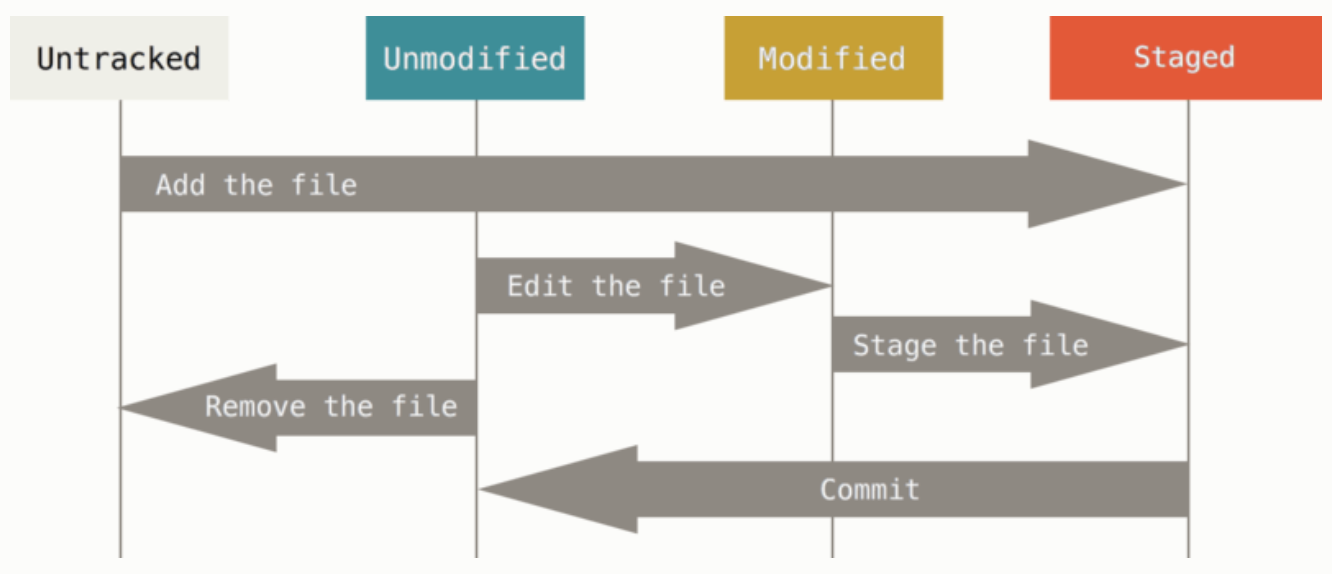 Untracked
Unmodified
Modified
Staged
Add the file
Edit the file
Stage the file
Remove the file
Commit